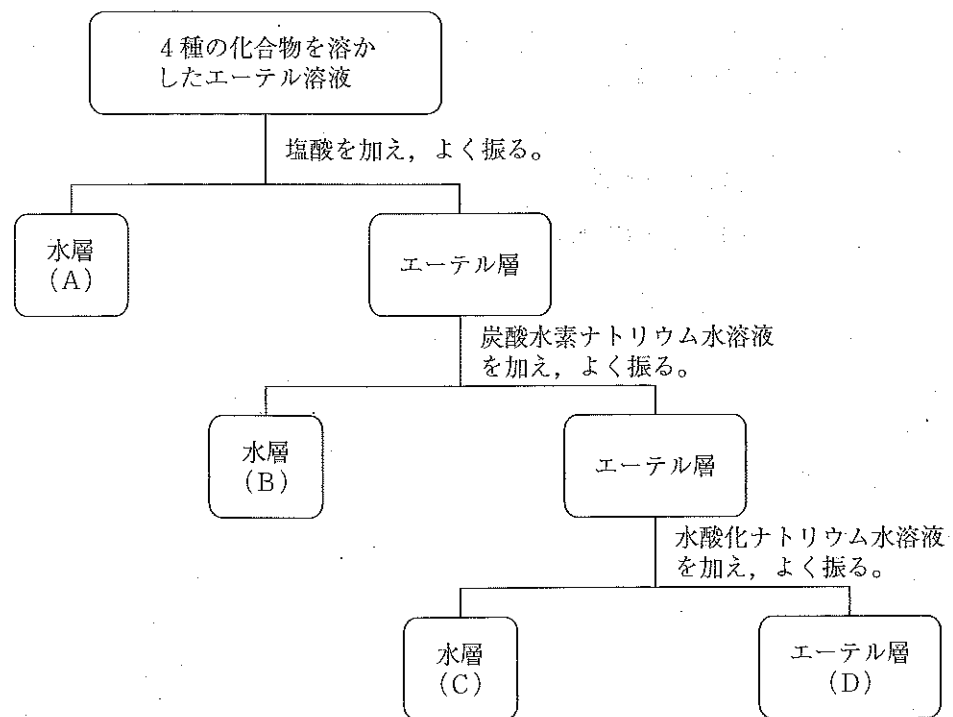 4種の化合物を溶か
したエーテル溶液
塩酸を加え，よく振る。
水層
(A)
エーテル層
炭酸水素ナトリウム水溶液
を加え，よく振る。
水層
(B)
エーテル層
水酸化ナトリウム水溶液
を加え，よく振る。
水層
(C)
エーテル層
(D)